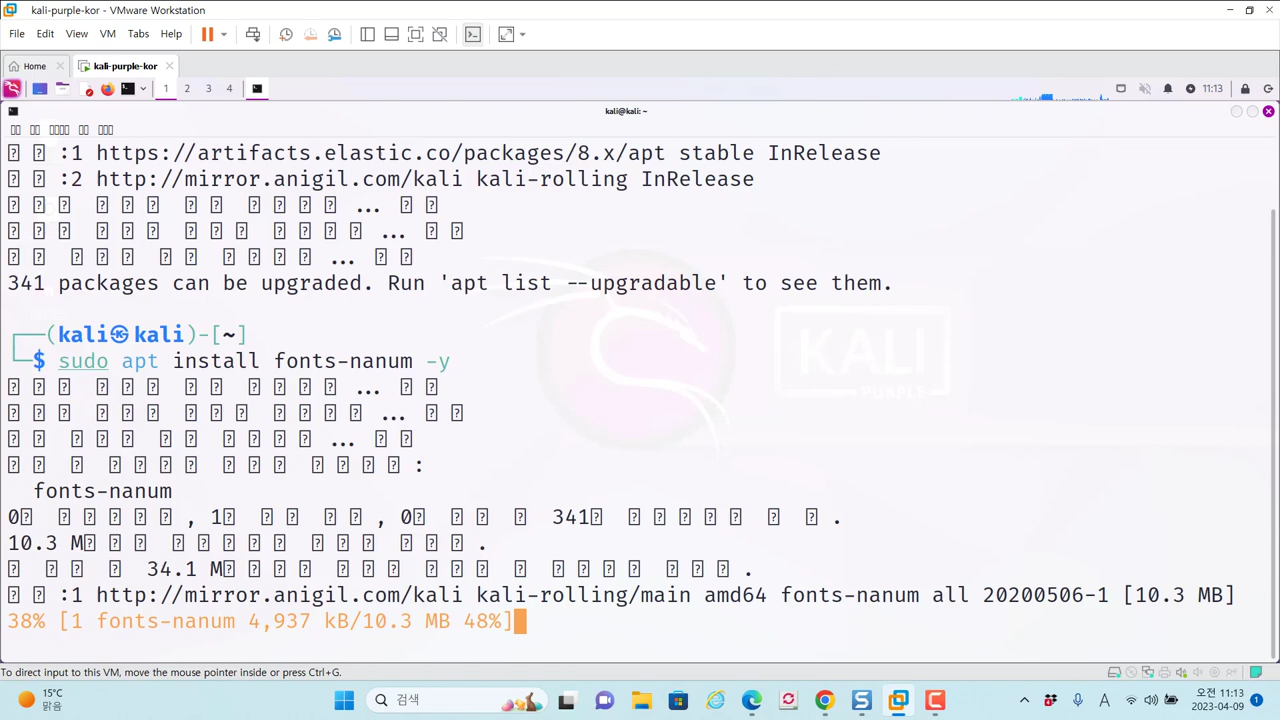 kali-purple-kor - VMware Workstation
File Edit View VM Tabs Help
Home kali-purple-kor
1 2 3 4 11:13
kali@kali: ~
:1 https://artifacts.elastic.co/packages/8.x/apt stable InRelease
:2 http://mirror.anigil.com/kali kali-rolling InRelease
...
...
...
341 packages can be upgraded. Run 'apt list --upgradable' to see them.
┌──(kali㉿kali)-[~]
└─$ sudo apt install fonts-nanum -y
...
...
...
:
fonts-nanum
0 , 1 , 0 341 .
10.3 M .
34.1 M .
:1 http://mirror.anigil.com/kali kali-rolling/main amd64 fonts-nanum all 20200506-1 [10.3 MB]
38% [1 fonts-nanum 4,937 kB/10.3 MB 48%]
KALI
PURPLE
To direct input to this VM, move the mouse pointer inside or press Ctrl+G.
15°C
맑음
검색
A
오전 11:13
2023-04-09